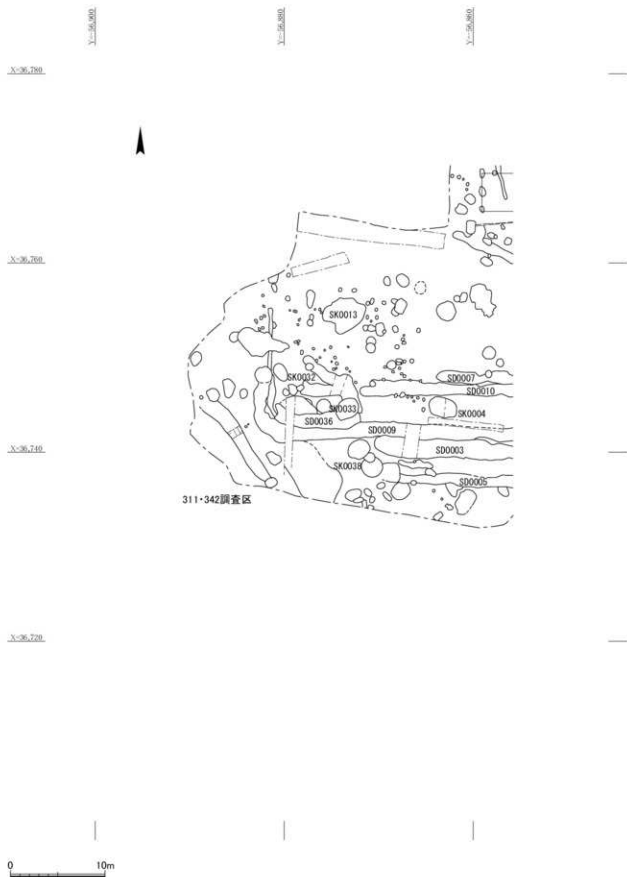 Y=-56,900
Y=-56,880
Y=-56,860
X=36,780
X=36,760
SK0013
SD0007
SK0032
SD0010
SK0033
SK0004
SD0036
SD0009
X=36,740
SD0003
SK0038
SD0005
311・342調査区
X=36,720
0
10m